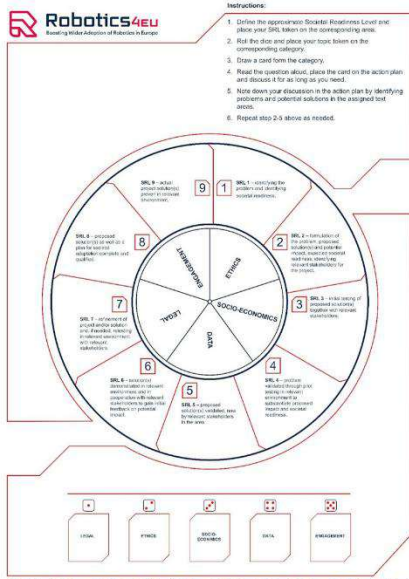 Robotics4EU
Boosting Wider Adoption of Robotics in Europe
Instructions:
1. Define the approximate Societal Readiness Level and
place your SRL token on the corresponding area.
2. Roll the dice and place your topic token on the
corresponding category.
3. Draw a card form the category.
4. Read the question aloud, place the card on the action plan
and discuss it for as long as you need.
5. Note down your discussion in the action plan by identifying
problems and potential solutions in the assigned text
areas.
6. Repeat step 2-5 above as needed.
SRL 9 – actual
project solution(s)
proven in relevant
environment.
9
1
SRL 1 – identifying the
problem and identifying
societal readiness.
SRL 8 – proposed
solution(s) as well as a
plan for societal
adaptation complete and
qualified.
8
2
SRL 2 – formulation of
the problem, proposed
solution(s) and potential
impact, expected societal
readiness, identifying
relevant stakeholders for
the project.
ENGAGEMENT
ETHICS
LEGAL
DATA
SOCIO-ECONOMICS
7
SRL 7 – refinement of
project and/or solution
and, if needed, retesting
in relevant environment
with relevant
stakeholders
3
SRL 3 – initial testing of
proposed solution(s)
together with relevant
stakeholders.
6
SRL 6 – solution(s)
demonstrated in relevant
environment and in
cooperation with relevant
stakeholders to gain initial
feedback on potential
impact.
5
SRL 5 – proposed
solution(s) validated, now
by relevant stakeholders
in the area.
4
SRL 4 – problem
validated through pilot
testing in relevant
environment to
substantiate proposed
impact and societal
readiness.
LEGAL
ETHICS
SOCIO-
ECONOMICS
DATA
ENGAGEMENT